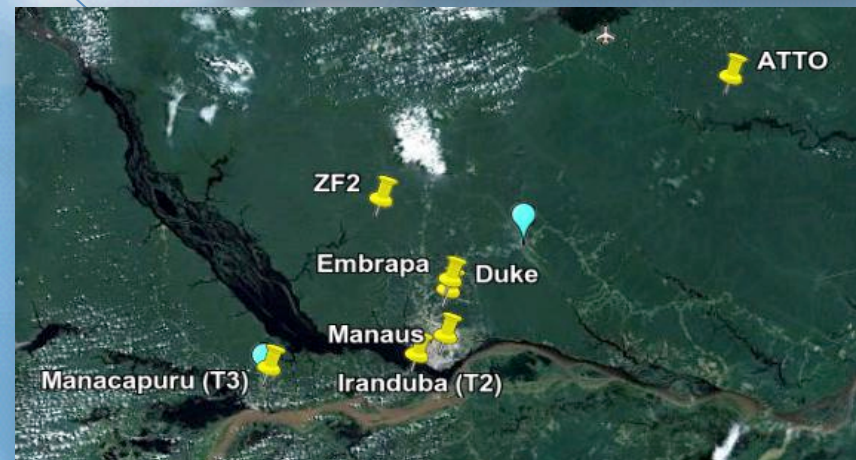 ATTO
ZF2
Embrapa
Duke
Manaus
Manacapuru (T3)
Iranduba (T2)